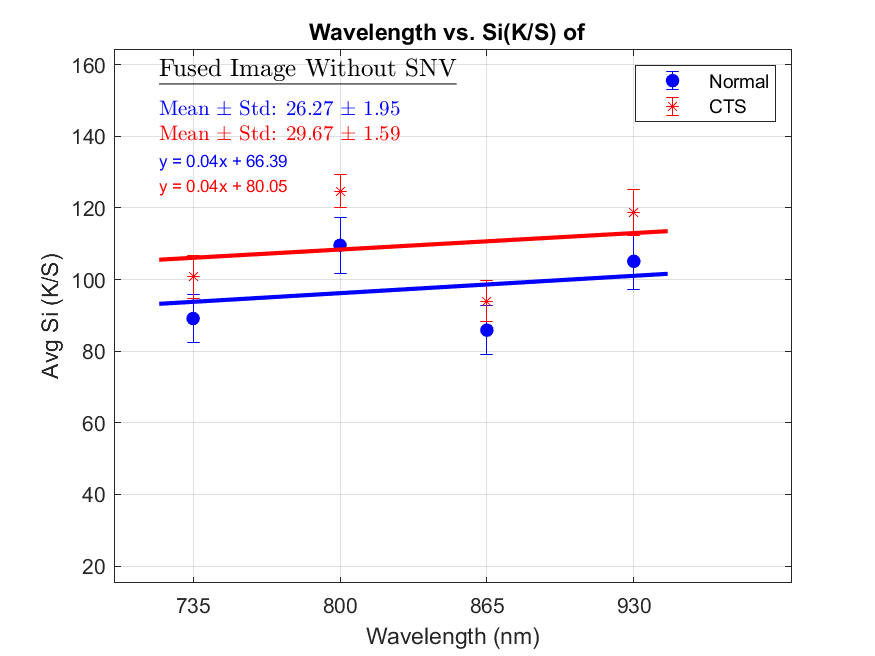 Wavelength vs. Si(K/S) of
Fused Image Without SNV
Mean ± Std: 26.27 ± 1.95
Mean ± Std: 29.67 ± 1.59
y = 0.04x + 66.39
y = 0.04x + 80.05
Normal
CTS
Avg Si (K/S)
160
140
120
100
80
60
40
20
735 800 865 930
Wavelength (nm)